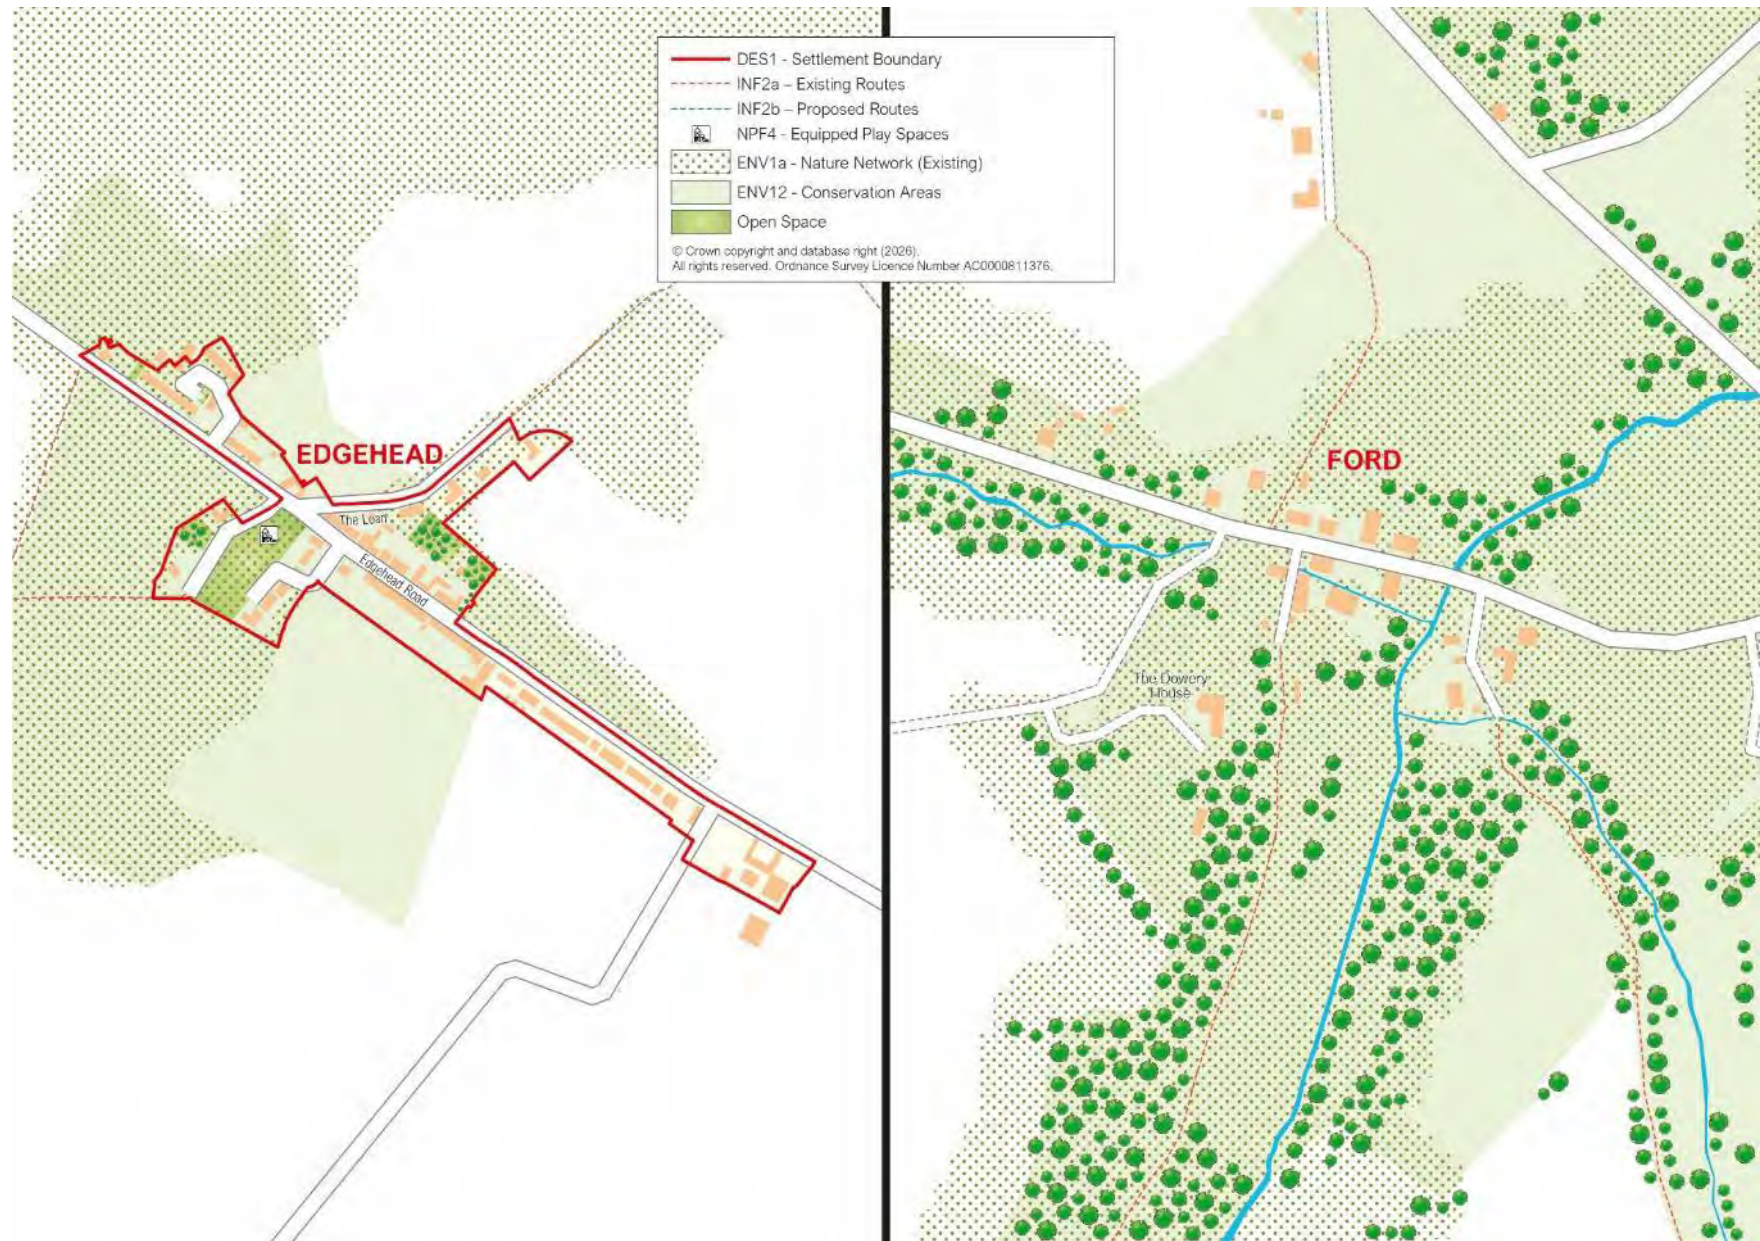 DES1 - Settlement Boundary
INF2a – Existing Routes
INF2b – Proposed Routes
NPF4 - Equipped Play Spaces
ENV1a - Nature Network (Existing)
ENV12 - Conservation Areas
Open Space
© Crown copyright and database right (2026).
All rights reserved. Ordnance Survey Licence Number AC0000811376.
EDGEHEAD
The Loan
Edgehead Road
FORD
The Dowery
House